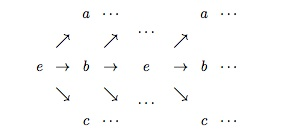 a ⋯ a ⋯
↗ ↗ ⋯ ↗
e → b → e → b ⋯
↘ ↘ ⋯ ↘
c ⋯ c ⋯